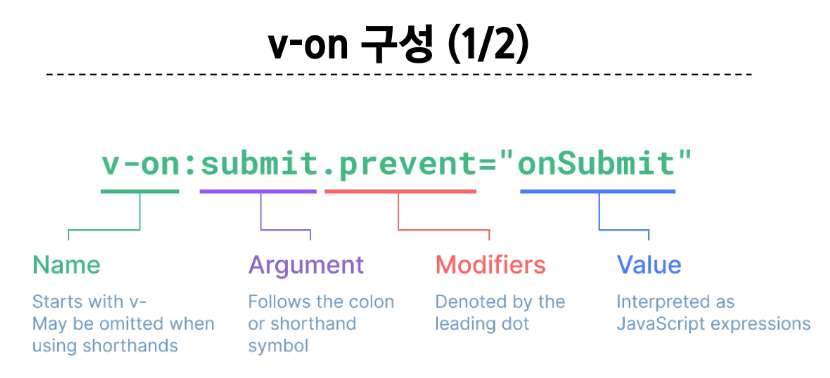 v-on 구성 (1/2)
v-on:submit.prevent="onSubmit"
Name
Starts with v-
May be omitted when
using shorthands
Argument
Follows the colon
or shorthand
symbol
Modifiers
Denoted by the
leading dot
Value
Interpreted as
JavaScript expressions